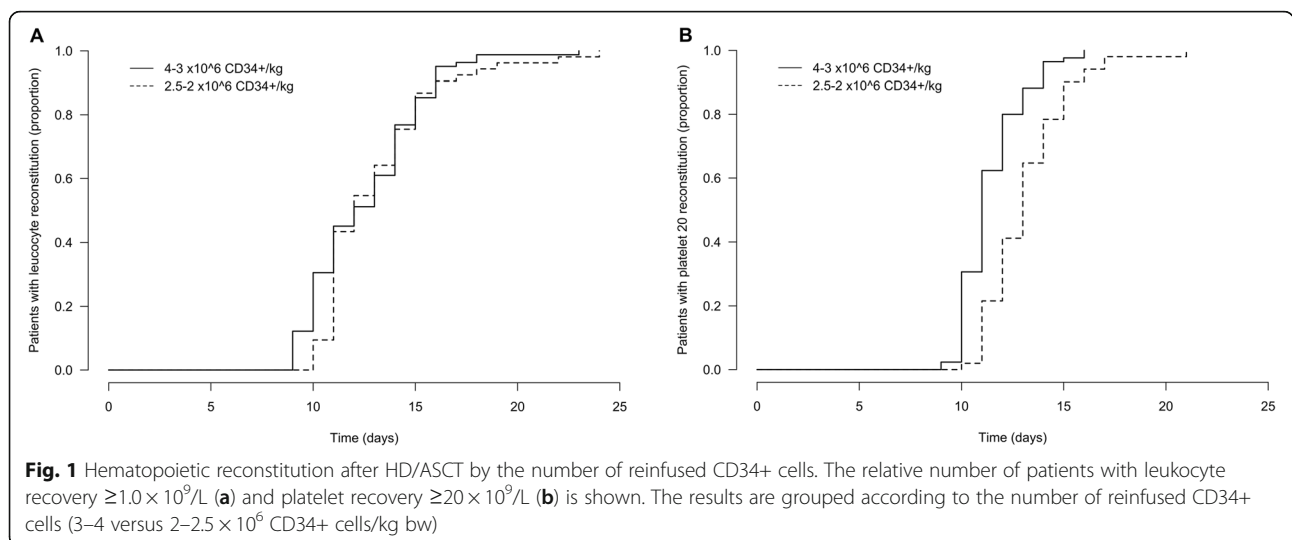 A
4-3 x10^6 CD34+/kg
2.5-2 x10^6 CD34+/kg
Patients with leucocyte reconstitution (proportion)
1.0
0.8
0.6
0.4
0.2
0.0
0 5 10 15 20 25
Time (days)
B
4-3 x10^6 CD34+/kg
2.5-2 x10^6 CD34+/kg
Patients with platelet 20 reconstitution (proportion)
1.0
0.8
0.6
0.4
0.2
0.0
0 5 10 15 20 25
Time (days)
Fig. 1 Hematopoietic reconstitution after HD/ASCT by the number of reinfused CD34+ cells. The relative number of patients with leukocyte
recovery ≥1.0 × 10⁹/L (a) and platelet recovery ≥20 × 10⁹/L (b) is shown. The results are grouped according to the number of reinfused CD34+
cells (3–4 versus 2–2.5 × 10⁶ CD34+ cells/kg bw)